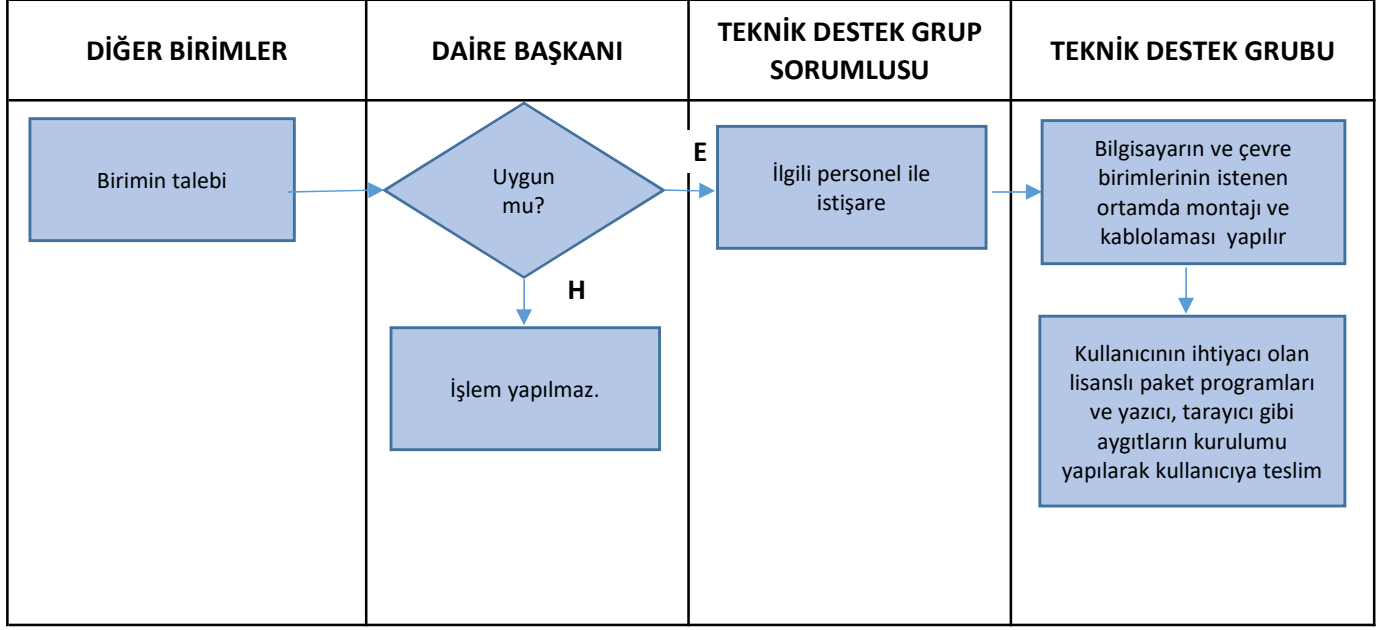 DİĞER BİRİMLER
DAİRE BAŞKANI
TEKNİK DESTEK GRUP
SORUMLUSU
TEKNİK DESTEK GRUBU
Birimin talebi
Uygun
mu?
E
H
İşlem yapılmaz.
İlgili personel ile
istişare
Bilgisayarın ve çevre
birimlerinin istenen
ortamda montajı ve
kablolaması yapılır
Kullanıcının ihtiyacı olan
lisanslı paket programları
ve yazıcı, tarayıcı gibi
aygıtların kurulumu
yapılarak kullanıcıya teslim